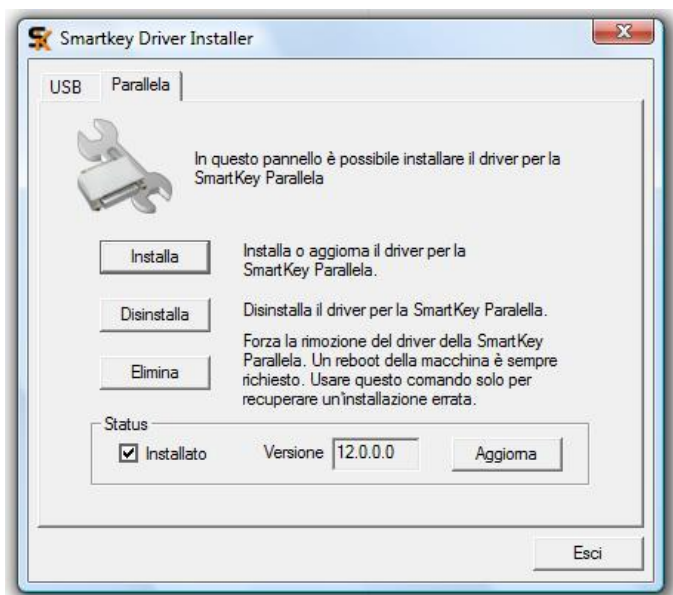 Smartkey Driver Installer
USB
Parallela
In questo pannello è possibile installare il driver per la
SmartKey Parallela
Installa
Installa o aggiorna il driver per la
SmartKey Parallela.
Disinstalla
Disinstalla il driver per la SmartKey Paralella.
Elimina
Forza la rimozione del driver della SmartKey
Parallela. Un reboot della macchina è sempre
richiesto. Usare questo comando solo per
recuperare un'installazione errata.
Status
Installato
Versione
12.0.0.0
Aggiorna
Esci